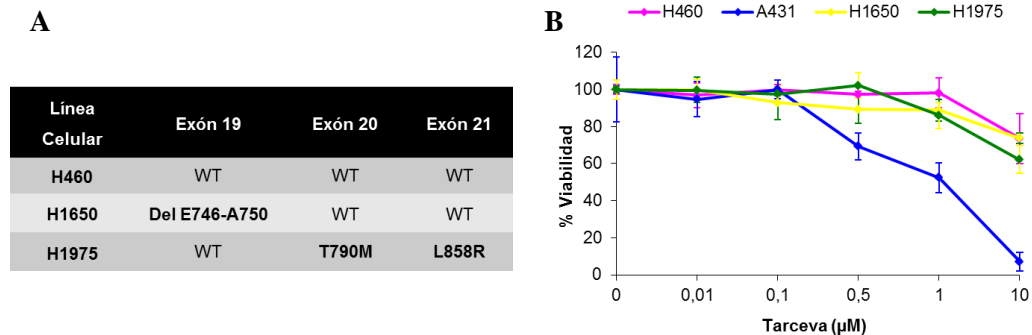 A
Línea Celular Exón 19 Exón 20 Exón 21
H460 WT WT WT
H1650 Del E746-A750 WT WT
H1975 WT T790M L858R
B
H460 A431 H1650 H1975
120
100
80
60
40
20
0
% Viabilidad
0 0,01 0,1 0,5 1 10
Tarceva (µM)